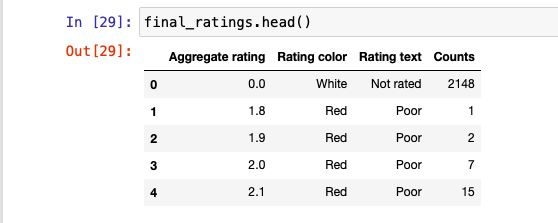 In [29]: final_ratings.head()
Out[29]:
Aggregate rating Rating color Rating text Counts
0 0.0 White Not rated 2148
1 1.8 Red Poor 1
2 1.9 Red Poor 2
3 2.0 Red Poor 7
4 2.1 Red Poor 15